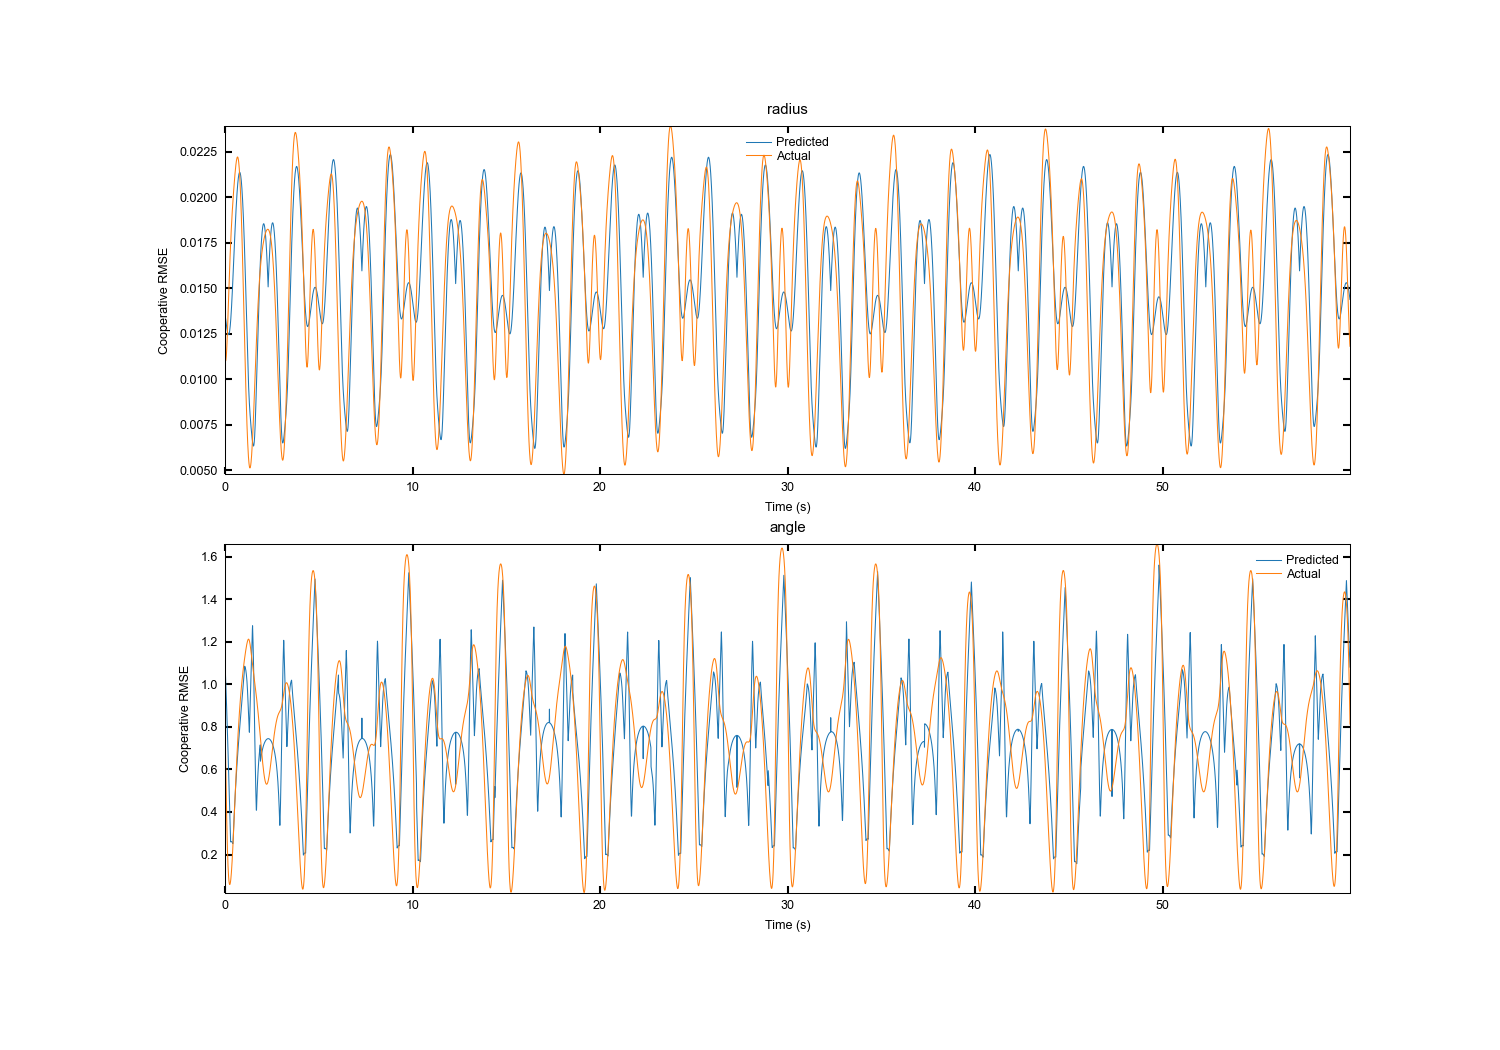 radius
Predicted
Actual
0.0225
0.0200
0.0175
0.0150
0.0125
0.0100
0.0075
0.0050
Cooperative RMSE
0 10 20 30 40 50
Time (s)
angle
Predicted
Actual
1.6
1.4
1.2
1.0
0.8
0.6
0.4
0.2
Cooperative RMSE
0 10 20 30 40 50
Time (s)